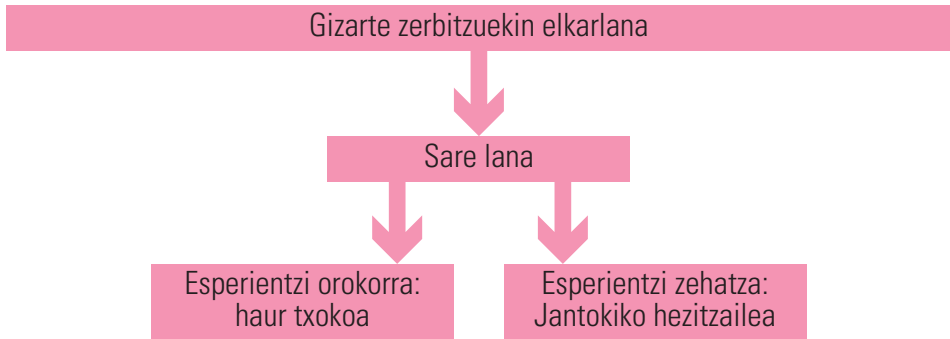 Gizarte zerbitzuekin elkarlana
Sare lana
Esperientzi orokorra:
haur txokoa
Esperientzi zehatza:
Jantokiko hezitzailea